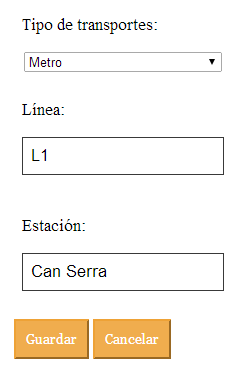 Tipo de transportes:
Metro
Línea:
L1
Estación:
Can Serra
Guardar Cancelar